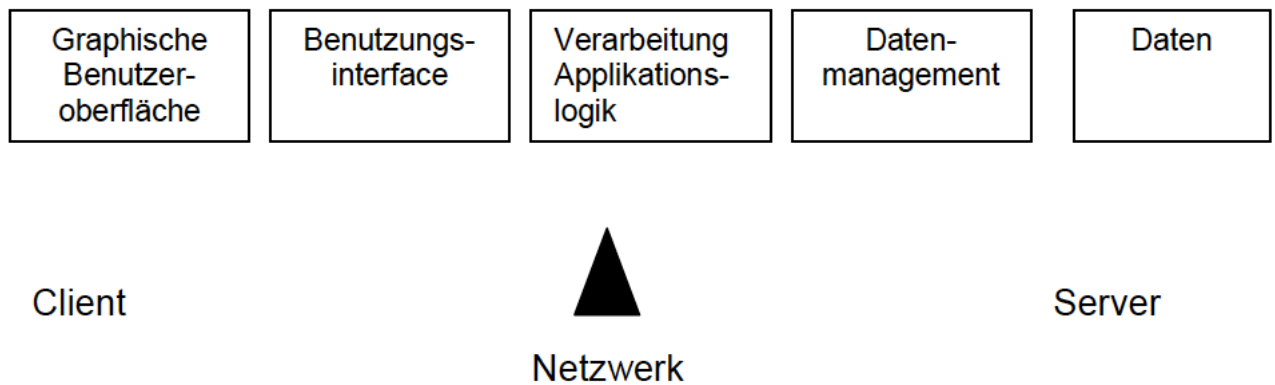 Graphische
Benutzer-
oberfläche
Benutzungs-
interface
Verarbeitung
Applikations-
logik
Daten-
management
Daten
Client
Server
Netzwerk